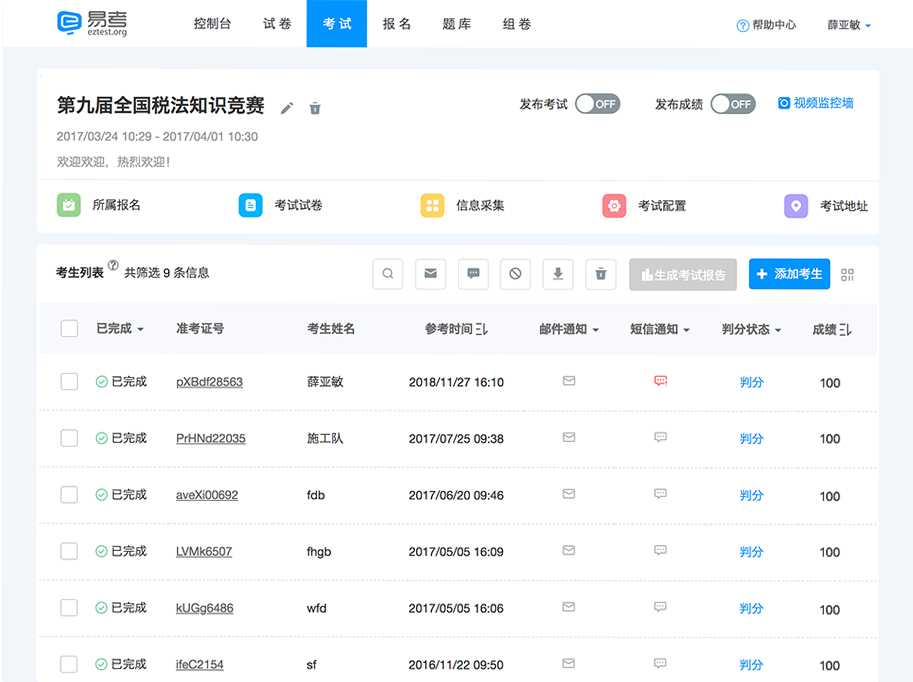 易考
eztest.org
控制台 试卷 考试 报名 题库 组卷
帮助中心 薛亚敏
第九届全国税法知识竞赛
发布考试 OFF 发布成绩 OFF 视频监控墙
2017/03/24 10:29 - 2017/04/01 10:30
欢迎欢迎，热烈欢迎！
所属报名 考试试卷 信息采集 考试配置 考试地址
考生列表 ? 共筛选 9 条信息 生成考试报告 + 添加考生
已完成 准考证号 考生姓名 参考时间 邮件通知 短信通知 判分状态 成绩
已完成 pXBdf28563 薛亚敏 2018/11/27 16:10 判分 100
已完成 PrHNd22035 施工队 2017/07/25 09:38 判分 100
已完成 aveXi00692 fdb 2017/06/20 09:46 判分 100
已完成 LVMk6507 fhgb 2017/05/05 16:09 判分 100
已完成 kUGg6486 wfd 2017/05/05 16:06 判分 100
已完成 ifeC2154 sf 2016/11/22 09:50 判分 100